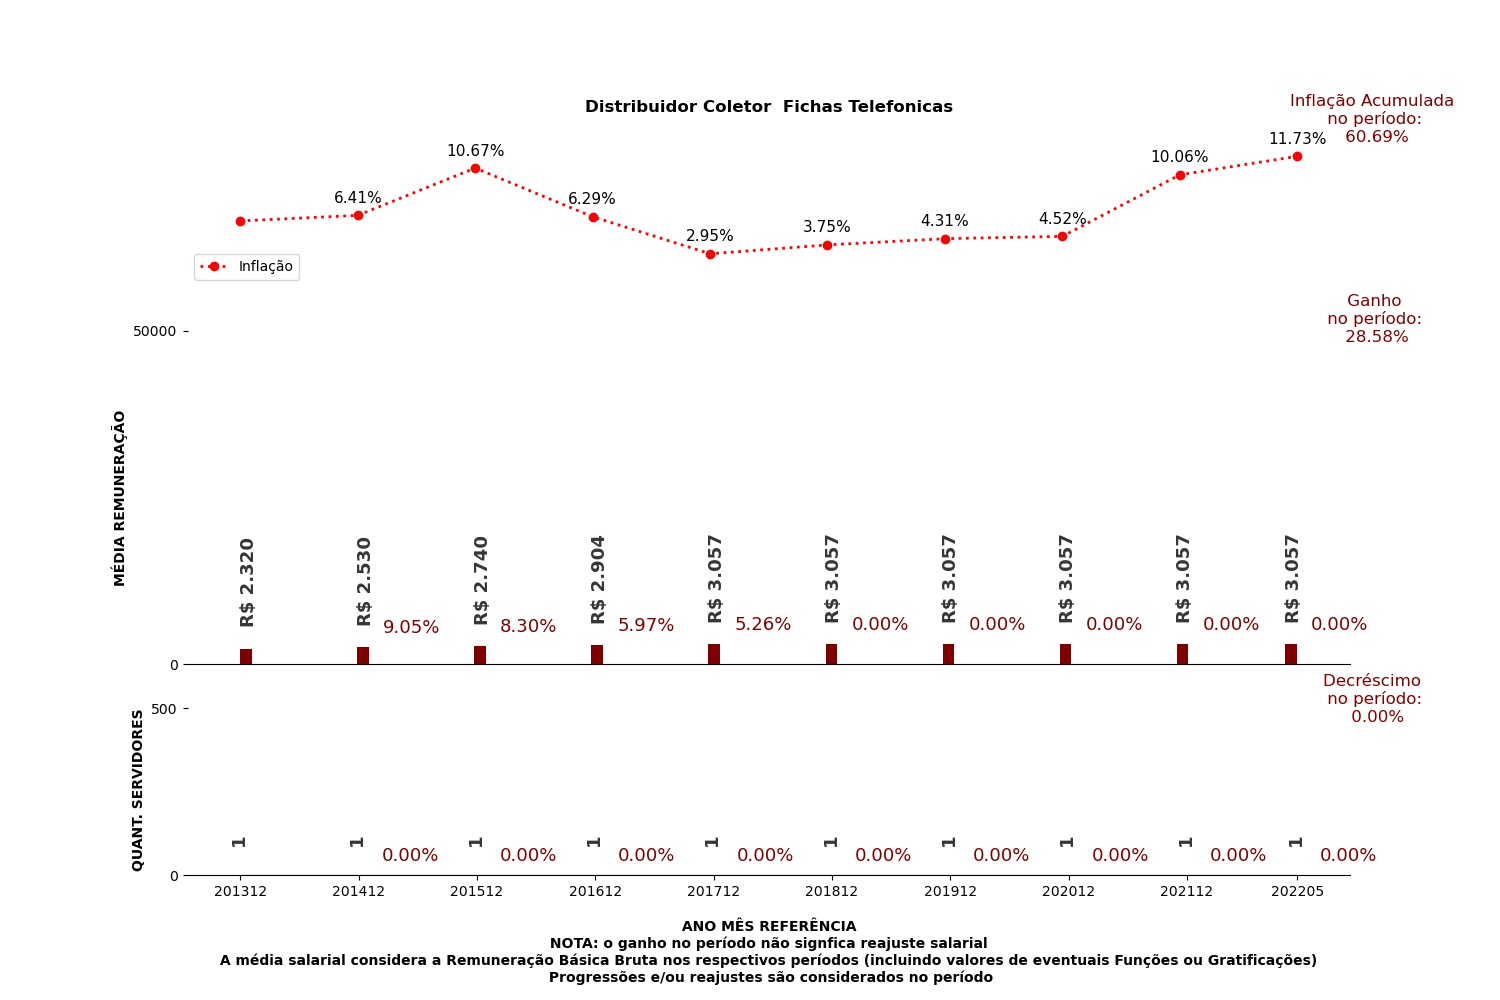 Distribuidor Coletor  Fichas Telefonicas
Inflação Acumulada
no período:
60.69%
6.41%
10.67%
6.29%
2.95%
3.75%
4.31%
4.52%
10.06%
11.73%
Inflação
Ganho
no período:
28.58%
50000
0
MÉDIA REMUNERAÇÃO
R$ 2.320
R$ 2.530
R$ 2.740
R$ 2.904
R$ 3.057
R$ 3.057
R$ 3.057
R$ 3.057
R$ 3.057
R$ 3.057
9.05%
8.30%
5.97%
5.26%
0.00%
0.00%
0.00%
0.00%
0.00%
Decréscimo
no período:
0.00%
500
0
QUANT. SERVIDORES
1
1
1
1
1
1
1
1
1
1
0.00%
0.00%
0.00%
0.00%
0.00%
0.00%
0.00%
0.00%
0.00%
201312
201412
201512
201612
201712
201812
201912
202012
202112
202205
ANO MÊS REFERÊNCIA
NOTA: o ganho no período não signfica reajuste salarial
A média salarial considera a Remuneração Básica Bruta nos respectivos períodos (incluindo valores de eventuais Funções ou Gratificações)
Progressões e/ou reajustes são considerados no período